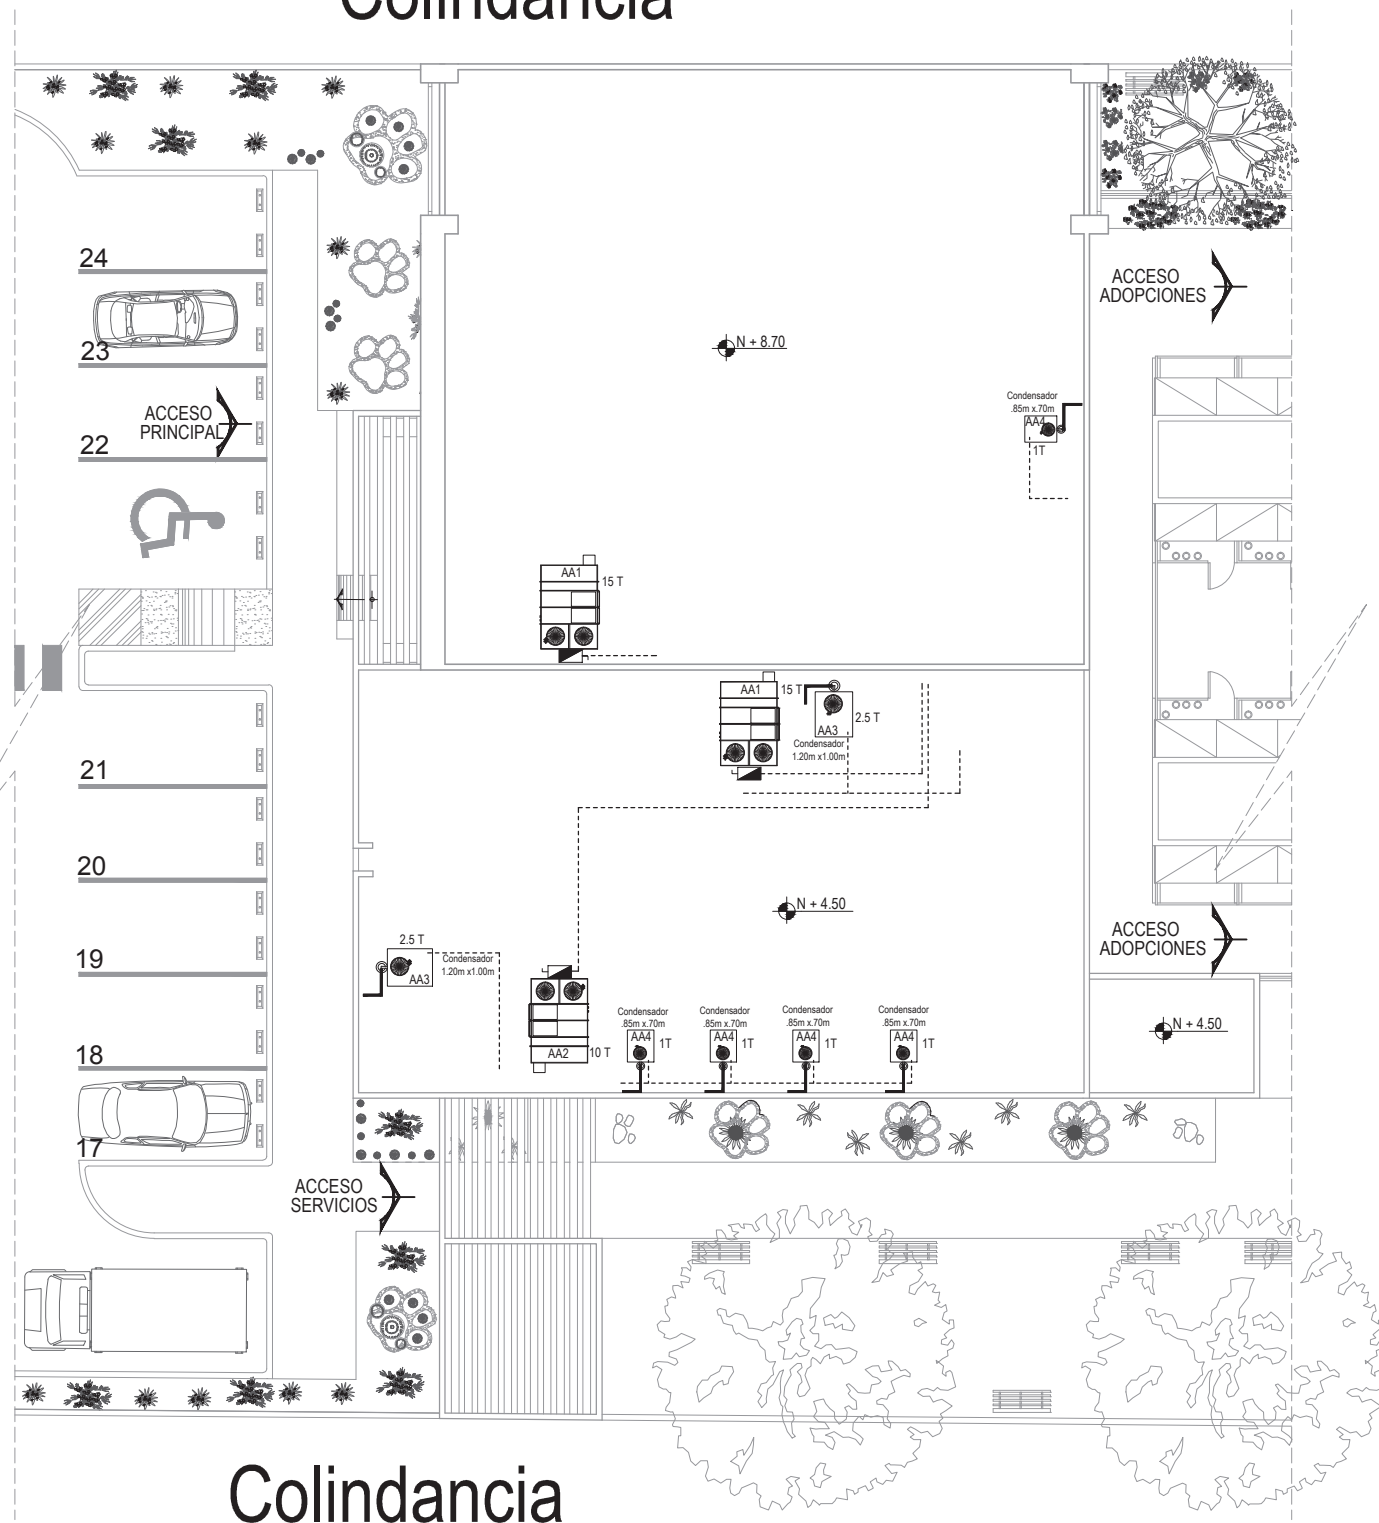 Colindancia
24
23
ACCESO
PRINCIPAL
22
21
20
19
18
17
ACCESO
ADOPCIONES
N + 8.70
Condensador
.85m x.70m
AA4
1T
AA1
15 T
AA1
15 T
2.5 T
AA3
Condensador
1.20m x1.00m
N + 4.50
ACCESO
ADOPCIONES
2.5 T
Condensador
1.20m x1.00m
AA3
AA2
10 T
Condensador
.85m x.70m
AA4
1T
Condensador
.85m x.70m
AA4
1T
Condensador
.85m x.70m
AA4
1T
Condensador
.85m x.70m
AA4
1T
N + 4.50
ACCESO
SERVICIOS
Colindancia